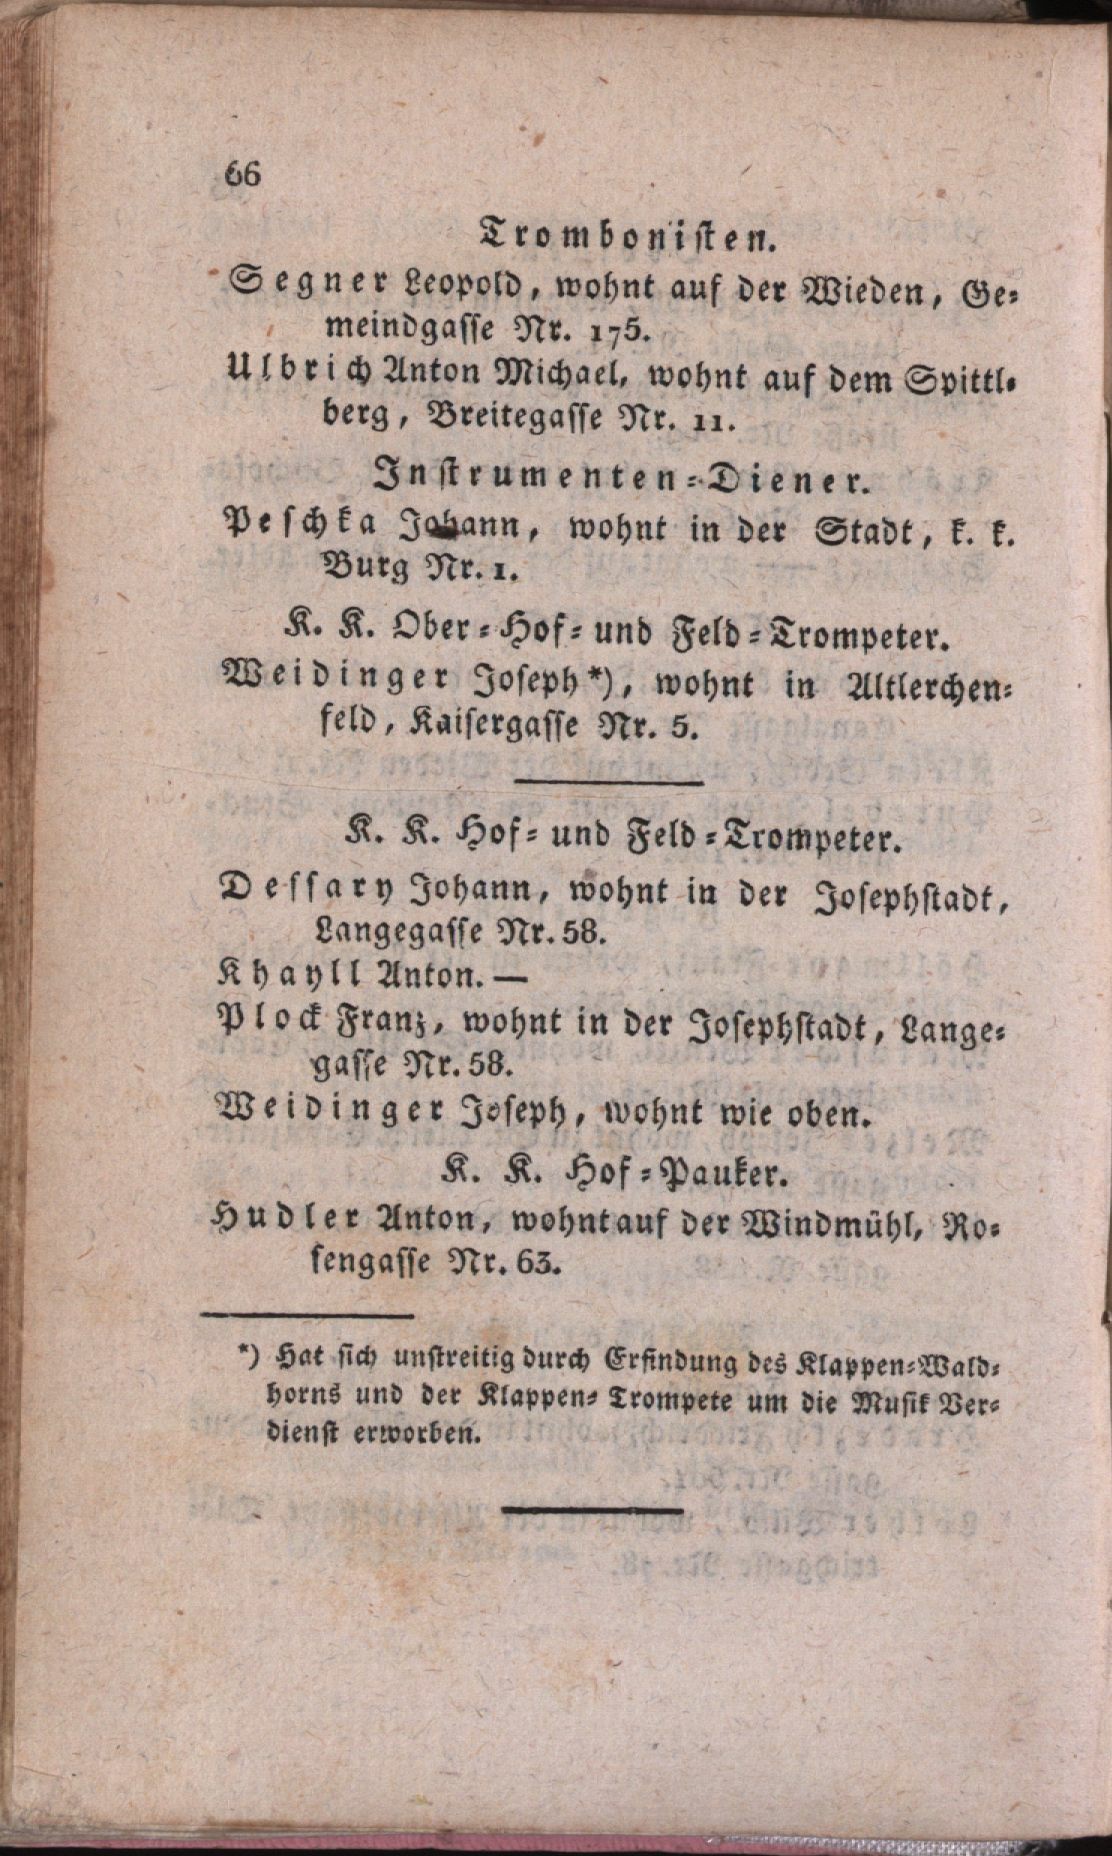 66
Trombonisten.
Segner Leopold, wohnt auf der Wieden, Ge-
meindgasse Nr. 175.
Ulbrich Anton Michael, wohnt auf dem Spittl-
berg, Breitegasse Nr. 11.
Instrumenten-Diener.
Peschka Johann, wohnt in der Stadt, k. k.
Burg Nr. 1.
K. K. Ober-Hof- und Feld-Trompeter.
Weidinger Joseph*), wohnt in Altlerchen-
feld, Kaisergasse Nr. 5.
K. K. Hof- und Feld-Trompeter.
Dessary Johann, wohnt in der Josephstadt,
Langegasse Nr. 58.
Khayll Anton. —
Plock Franz, wohnt in der Josephstadt, Lange-
gasse Nr. 58.
Weidinger Joseph, wohnt wie oben.
K. K. Hof-Pauker.
Hudler Anton, wohnt auf der Windmühl, Ro-
sengasse Nr. 63.
*) Hat sich unstreitig durch Erfindung des Klappen-Wald-
horns und der Klappen-Trompete um die Musik Ver-
dienst erworben.